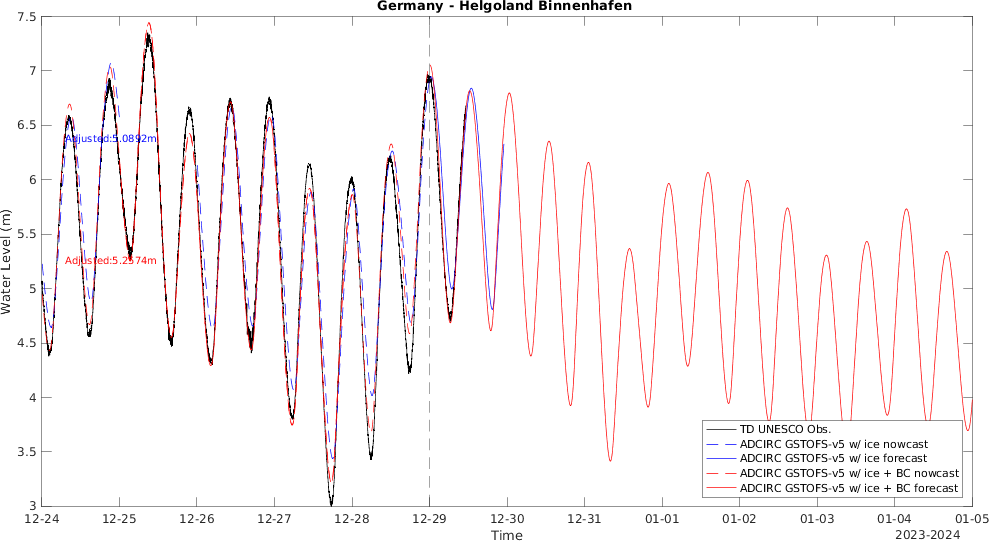 Germany - Helgoland Binnenhafen
7.5
7
6.5
6
5.5
5
4.5
4
3.5
3
Water Level (m)
Adjusted:5.0892m
Adjusted:5.2574m
TD UNESCO Obs.
ADCIRC GSTOFS-v5 w/ ice nowcast
ADCIRC GSTOFS-v5 w/ ice forecast
ADCIRC GSTOFS-v5 w/ ice + BC nowcast
ADCIRC GSTOFS-v5 w/ ice + BC forecast
12-24 12-25 12-26 12-27 12-28 12-29 12-30 12-31 01-01 01-02 01-03 01-04 01-05
Time
2023-2024